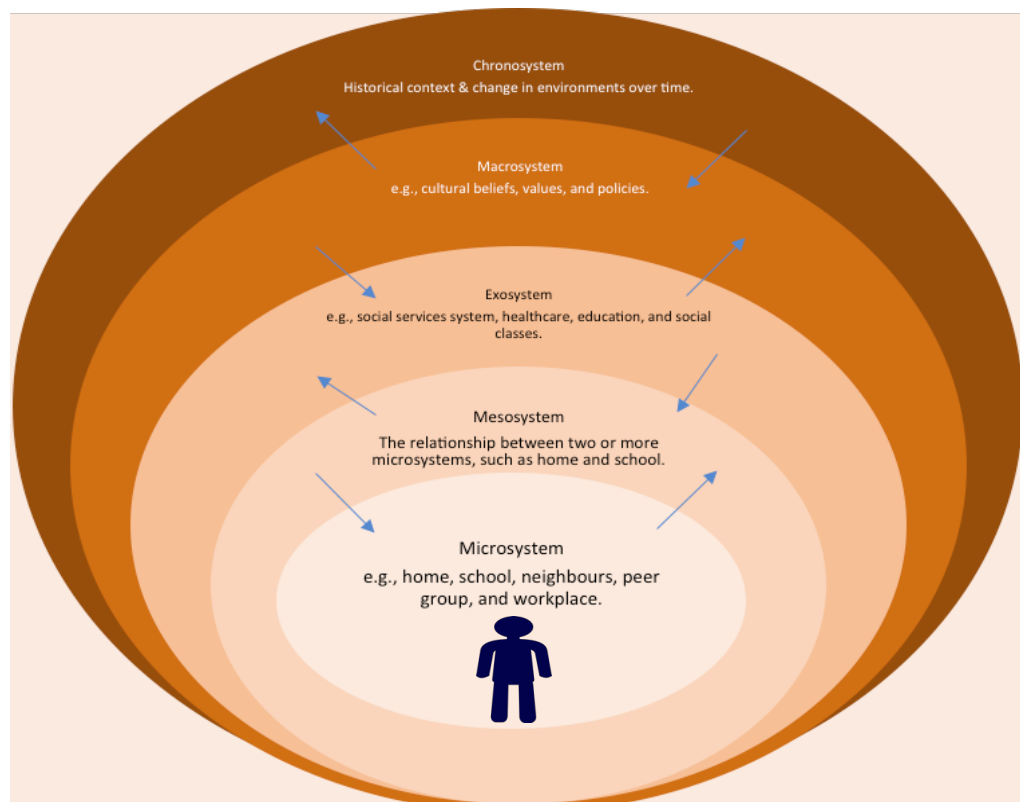 Chronosystem
Historical context & change in environments over time.
Macrosystem
e.g., cultural beliefs, values, and policies.
Exosystem
e.g., social services system, healthcare, education, and social
classes.
Mesosystem
The relationship between two or more
microsystems, such as home and school.
Microsystem
e.g., home, school, neighbours, peer
group, and workplace.